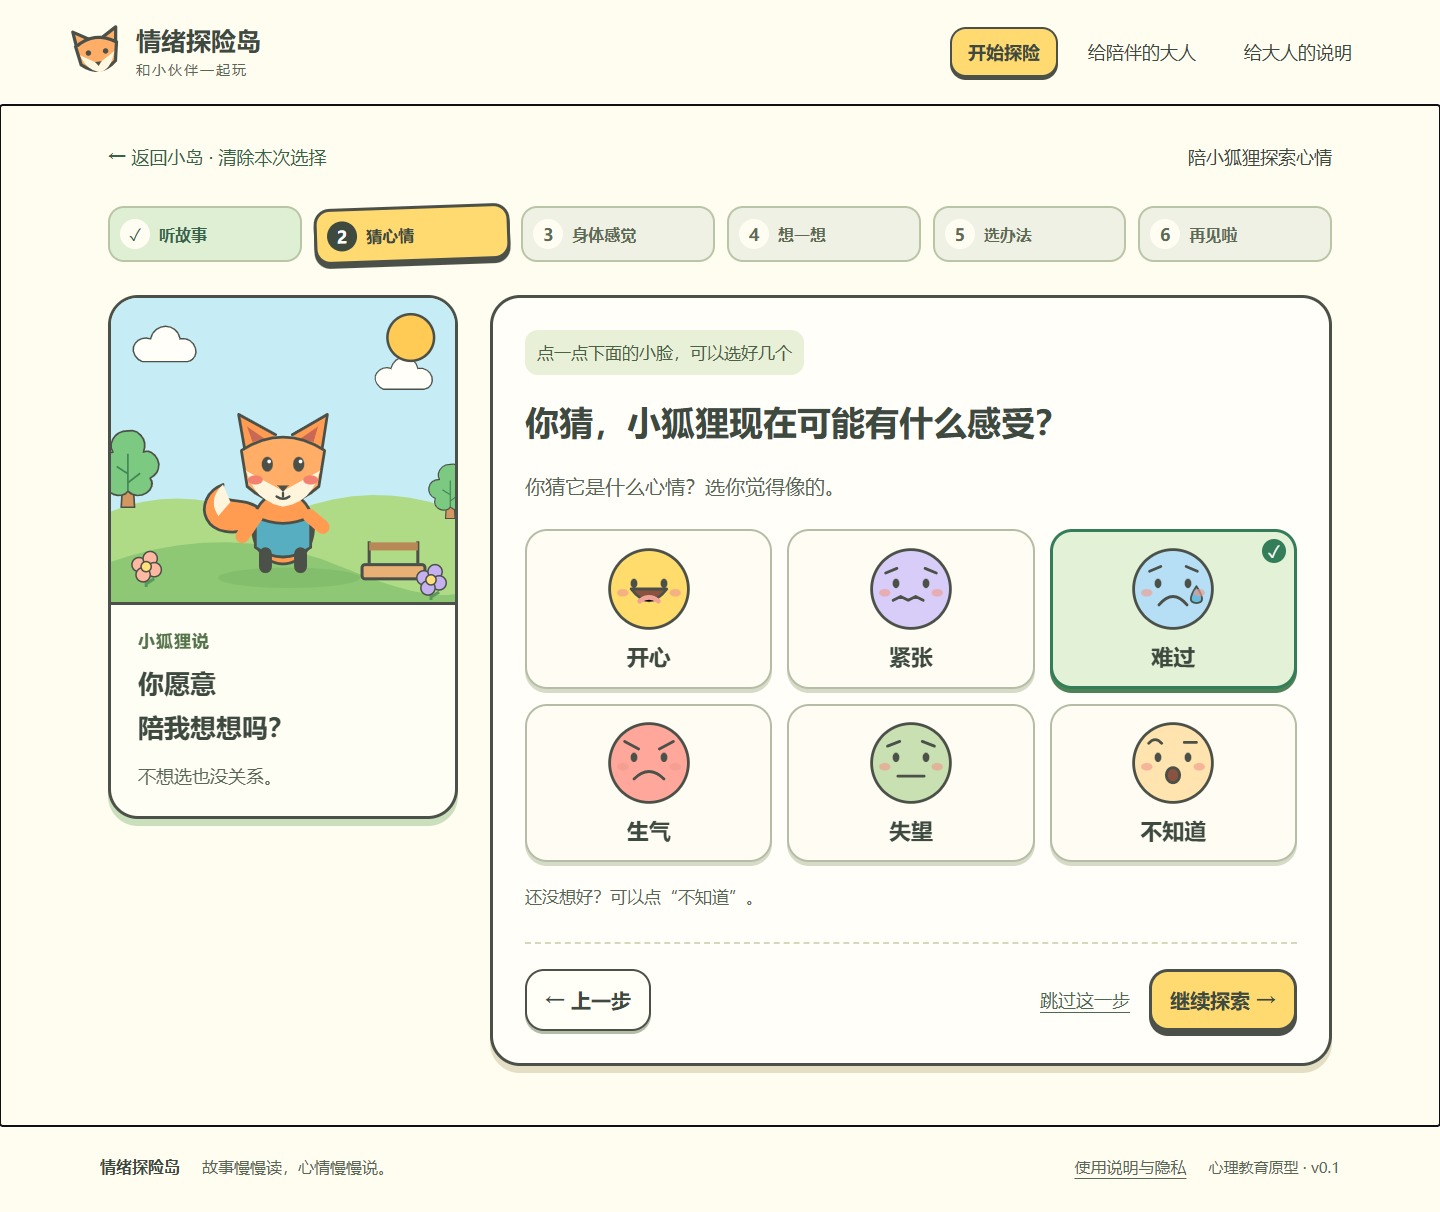 情绪探险岛
和小伙伴一起玩
开始探险
给陪伴的大人
给大人的说明
← 返回小岛 · 清除本次选择
陪小狐狸探索心情
✓ 听故事
2 猜心情
3 身体感觉
4 想一想
5 选办法
6 再见啦
小狐狸说
你愿意
陪我想想吗？
不想选也没关系。
点一点下面的小脸，可以选好几个
你猜，小狐狸现在可能有什么感受？
你猜它是什么心情？选你觉得像的。
开心
紧张
难过
生气
失望
不知道
还没想好？可以点“不知道”。
← 上一步
跳过这一步
继续探索 →
情绪探险岛
故事慢慢读，心情慢慢说。
使用说明与隐私
心理教育原型 · v0.1